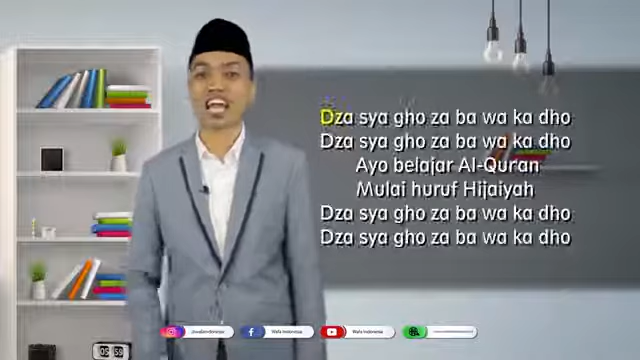 Dza sya gho za ba wa ka dho
Dza sya gho za ba wa ka dho
Ayo belajar Al-Qur'an
Mulai huruf Hijaiyah
Dza sya gho za ba wa ka dho
Dza sya gho za ba wa ka dho
Wafa Indonesia
Wafa Indonesia